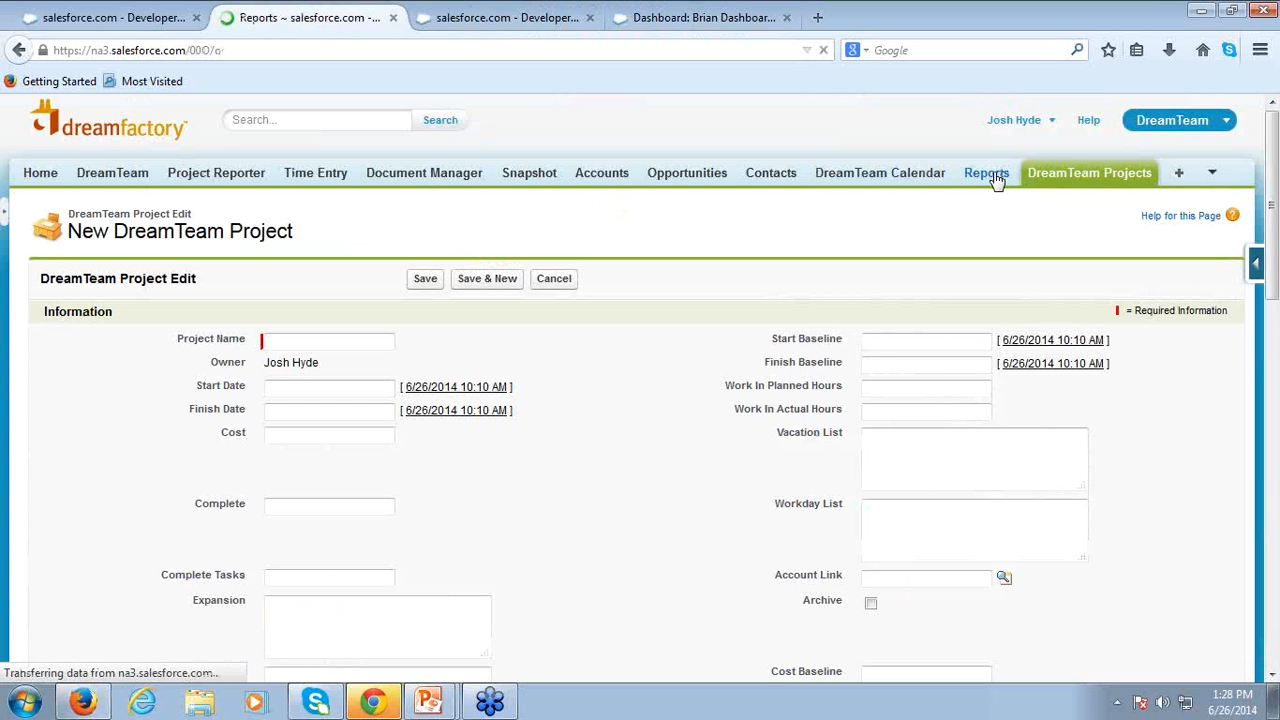 salesforce.com - Developer...
Reports ~ salesforce.com -...
salesforce.com - Developer...
Dashboard: Brian Dashboar...
https://na3.salesforce.com/00O/o
Google
Getting Started
Most Visited
dreamfactory
Search...
Search
Josh Hyde
Help
DreamTeam
Home
DreamTeam
Project Reporter
Time Entry
Document Manager
Snapshot
Accounts
Opportunities
Contacts
DreamTeam Calendar
Reports
DreamTeam Projects
DreamTeam Project Edit
New DreamTeam Project
Help for this Page
DreamTeam Project Edit
Save
Save & New
Cancel
Information
= Required Information
Project Name
Start Baseline
[ 6/26/2014 10:10 AM ]
Owner
Josh Hyde
Finish Baseline
[ 6/26/2014 10:10 AM ]
Start Date
[ 6/26/2014 10:10 AM ]
Work In Planned Hours
Finish Date
[ 6/26/2014 10:10 AM ]
Work In Actual Hours
Cost
Vacation List
Complete
Workday List
Complete Tasks
Account Link
Expansion
Archive
Cost Baseline
Transferring data from na3.salesforce.com...
1:28 PM
6/26/2014